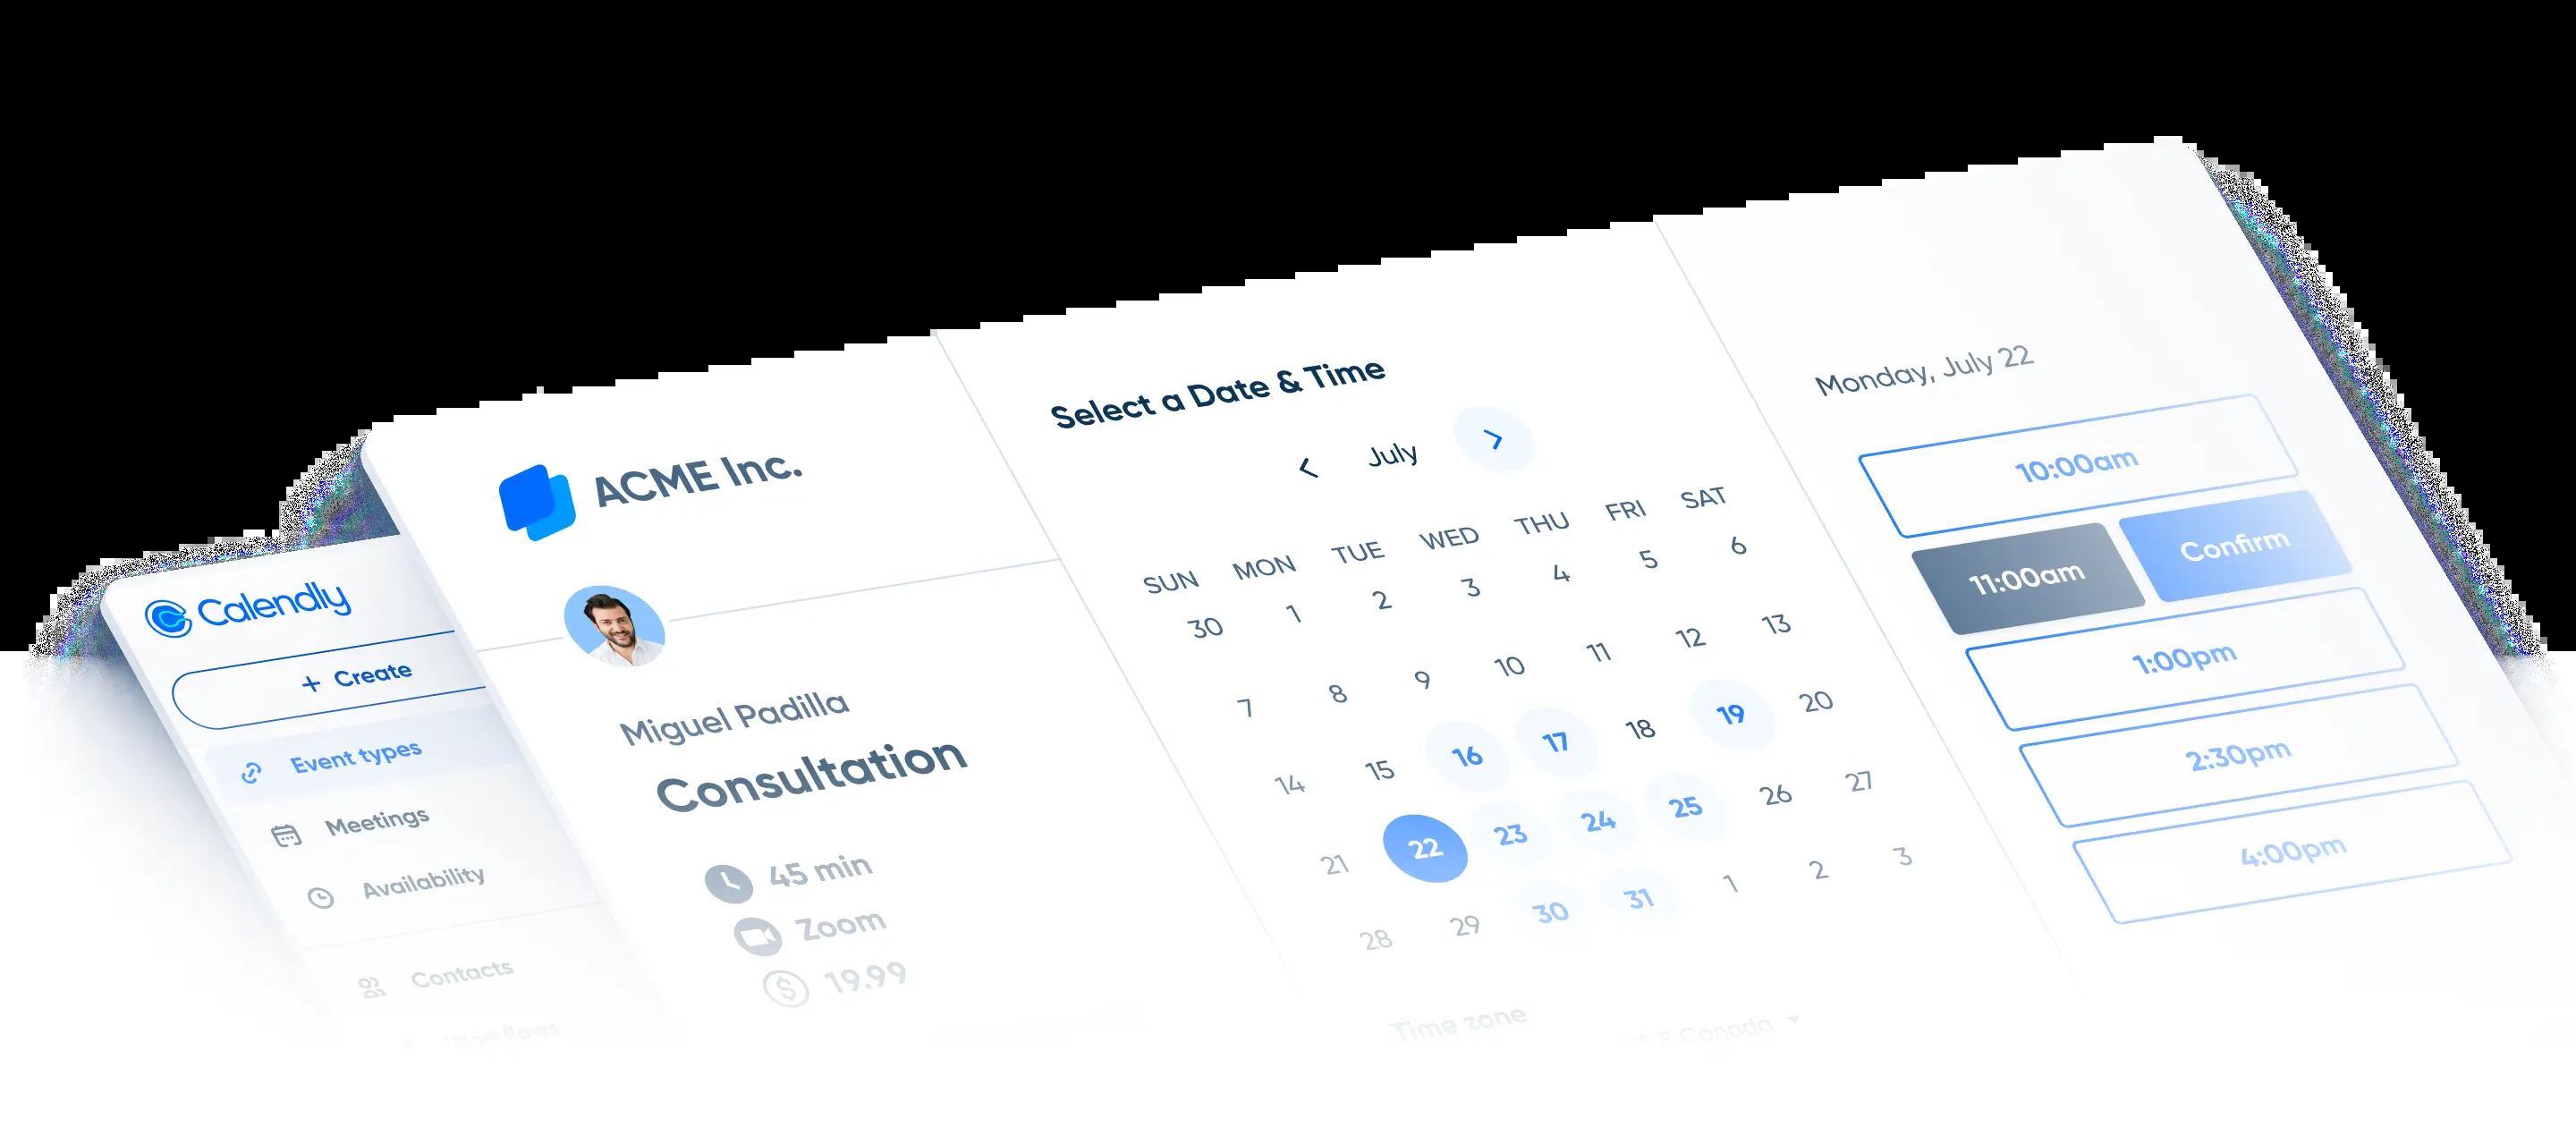 Calendly
+ Create
Event types
Meetings
Availability
Contacts
Workflows
ACME Inc.
Miguel Padilla
Consultation
45 min
Zoom
19.99
Select a Date & Time
July
SUN MON TUE WED THU FRI SAT
30 1 2 3 4 5 6
7 8 9 10 11 12 13
14 15 16 17 18 19 20
21 22 23 24 25 26 27
28 29 30 31 1 2 3
Time zone
& Canada
Monday, July 22
10:00am
11:00am Confirm
1:00pm
2:30pm
4:00pm